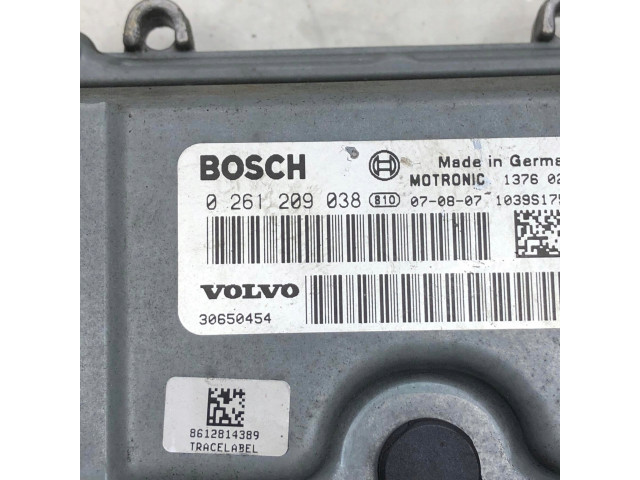 BOSCH Made in Germa
MOTRONIC 1376 02
0 261 209 038 810 07-08-07 1039S175
VOLVO
30650454
8612814389
TRACELABEL